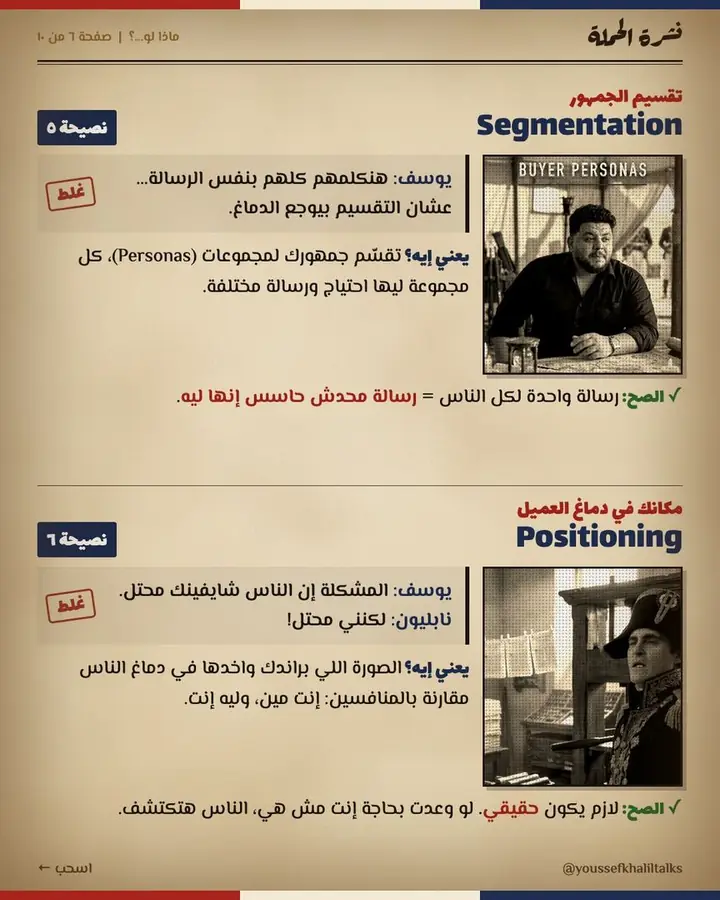 نشرة الحملة
ماذا لو...؟ | صفحة ٦ من ١٠
تقسيم الجمهور
Segmentation
نصيحة ٥
BUYER PERSONAS
يوسف: هنكلمهم كلهم بنفس الرسالة...
عشان التقسيم بيوجع الدماغ.
غلط
يعني إيه؟ تقسّم جمهورك لمجموعات (Personas)، كل
مجموعة ليها احتياج ورسالة مختلفة.
✓ الصح: رسالة واحدة لكل الناس = رسالة محدش حاسس إنها ليه.
مكانك في دماغ العميل
Positioning
نصيحة ٦
يوسف: المشكلة إن الناس شايفينك محتل.
نابليون: لكنني محتل!
غلط
يعني إيه؟ الصورة اللي براندك واخدها في دماغ الناس
مقارنة بالمنافسين: إنت مين، وليه إنت.
✓ الصح: لازم يكون حقيقي. لو وعدت بحاجة إنت مش هي، الناس هتكتشف.
@youssefkhaliltalks
اسحب ←